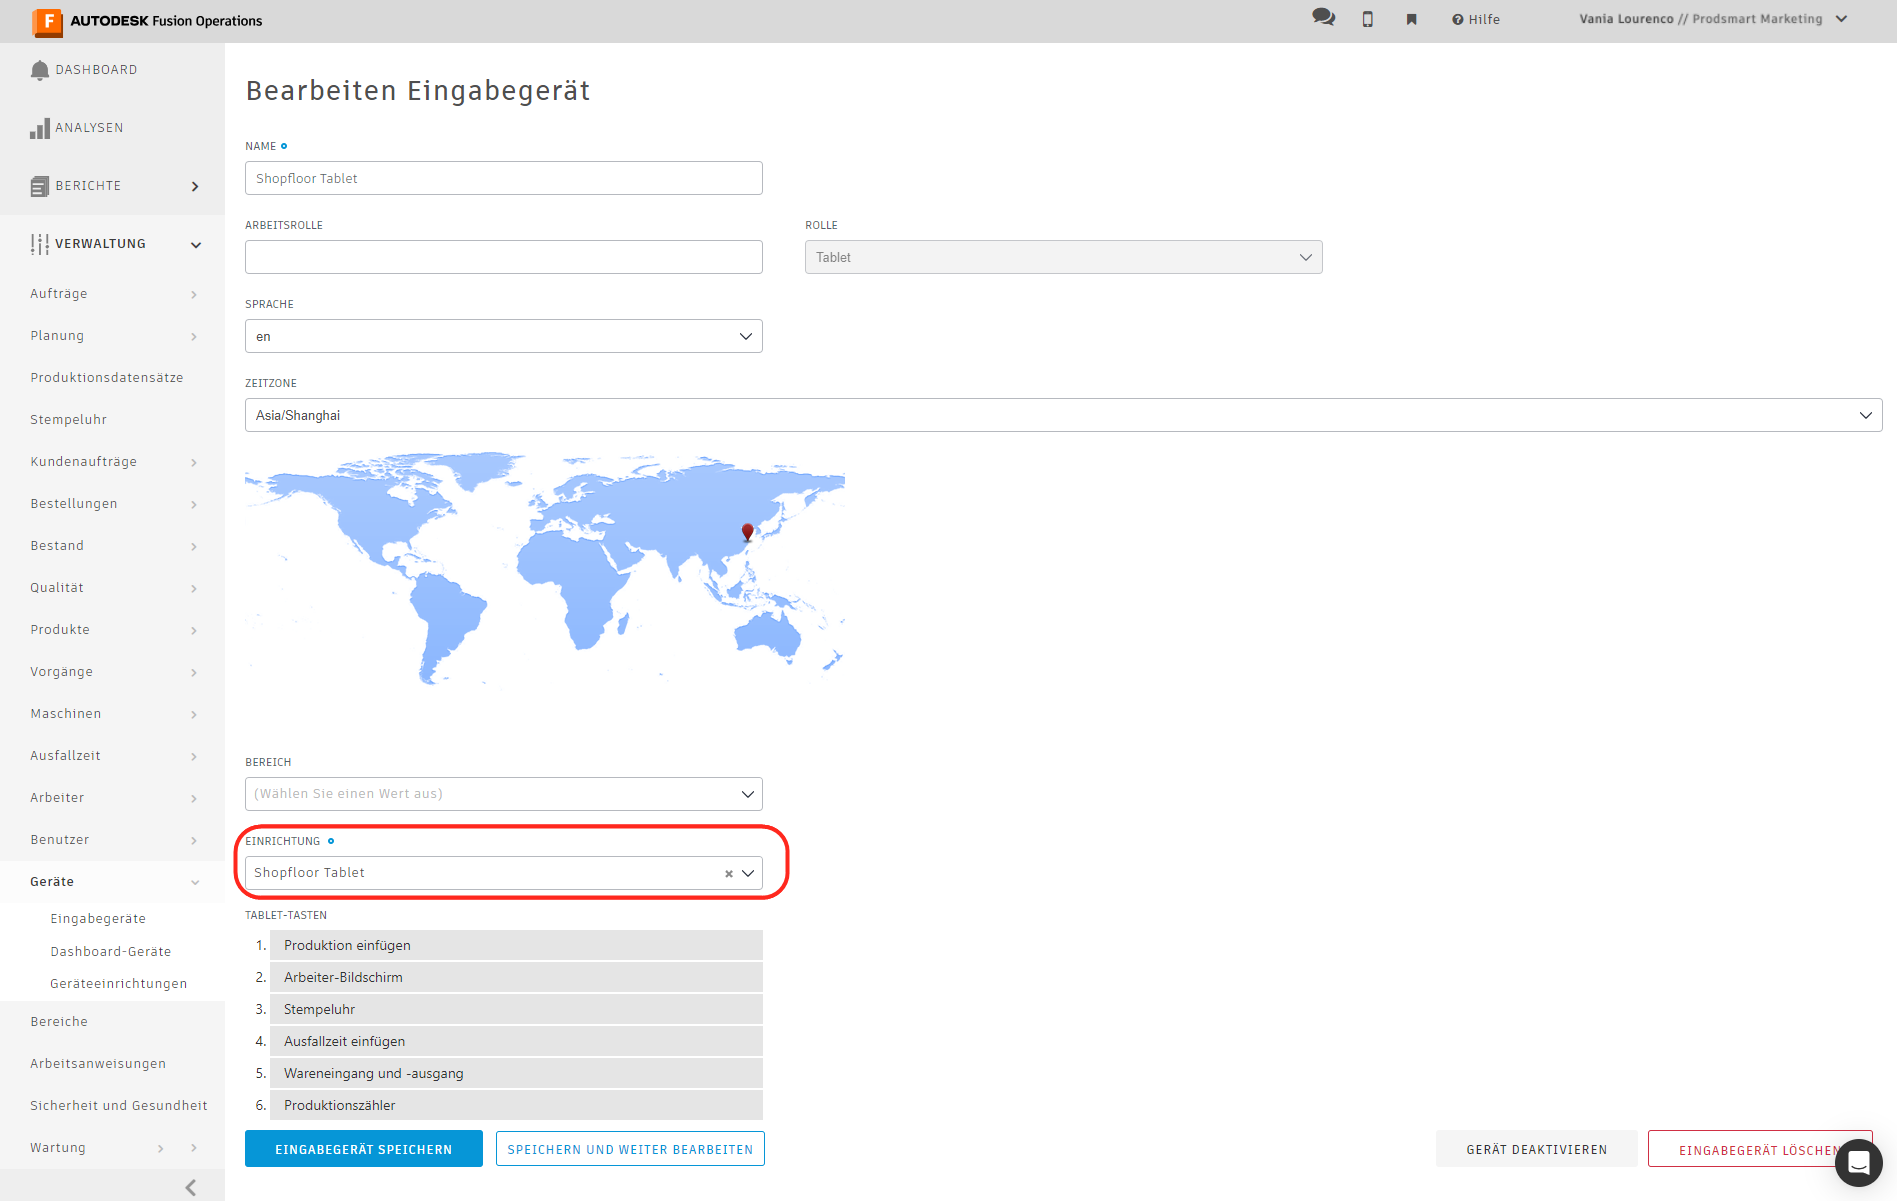 F AUTODESK Fusion Operations
Hilfe
Vania Lourenco // Prodsmart Marketing
DASHBOARD
ANALYSEN
BERICHTE
VERWALTUNG
Aufträge
Planung
Produktionsdatensätze
Stempeluhr
Kundenaufträge
Bestellungen
Bestand
Qualität
Produkte
Vorgänge
Maschinen
Ausfallzeit
Arbeiter
Benutzer
Geräte
Eingabegeräte
Dashboard-Geräte
Geräteeinrichtungen
Bereiche
Arbeitsanweisungen
Sicherheit und Gesundheit
Wartung
Bearbeiten Eingabegerät
NAME
Shopfloor Tablet
ARBEITSROLLE
ROLLE
Tablet
SPRACHE
en
ZEITZONE
Asia/Shanghai
BEREICH
(Wählen Sie einen Wert aus)
EINRICHTUNG
Shopfloor Tablet
TABLET-TASTEN
1. Produktion einfügen
2. Arbeiter-Bildschirm
3. Stempeluhr
4. Ausfallzeit einfügen
5. Wareneingang und -ausgang
6. Produktionszähler
EINGABEGERÄT SPEICHERN
SPEICHERN UND WEITER BEARBEITEN
GERÄT DEAKTIVIEREN
EINGABEGERÄT LÖSCHEN